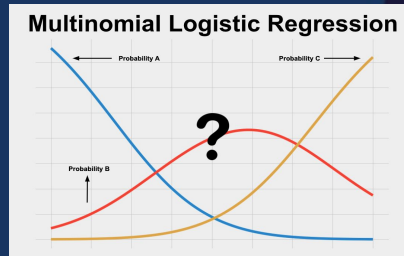 Multinomial Logistic Regression
Probability A
Probability C
?
Probability B